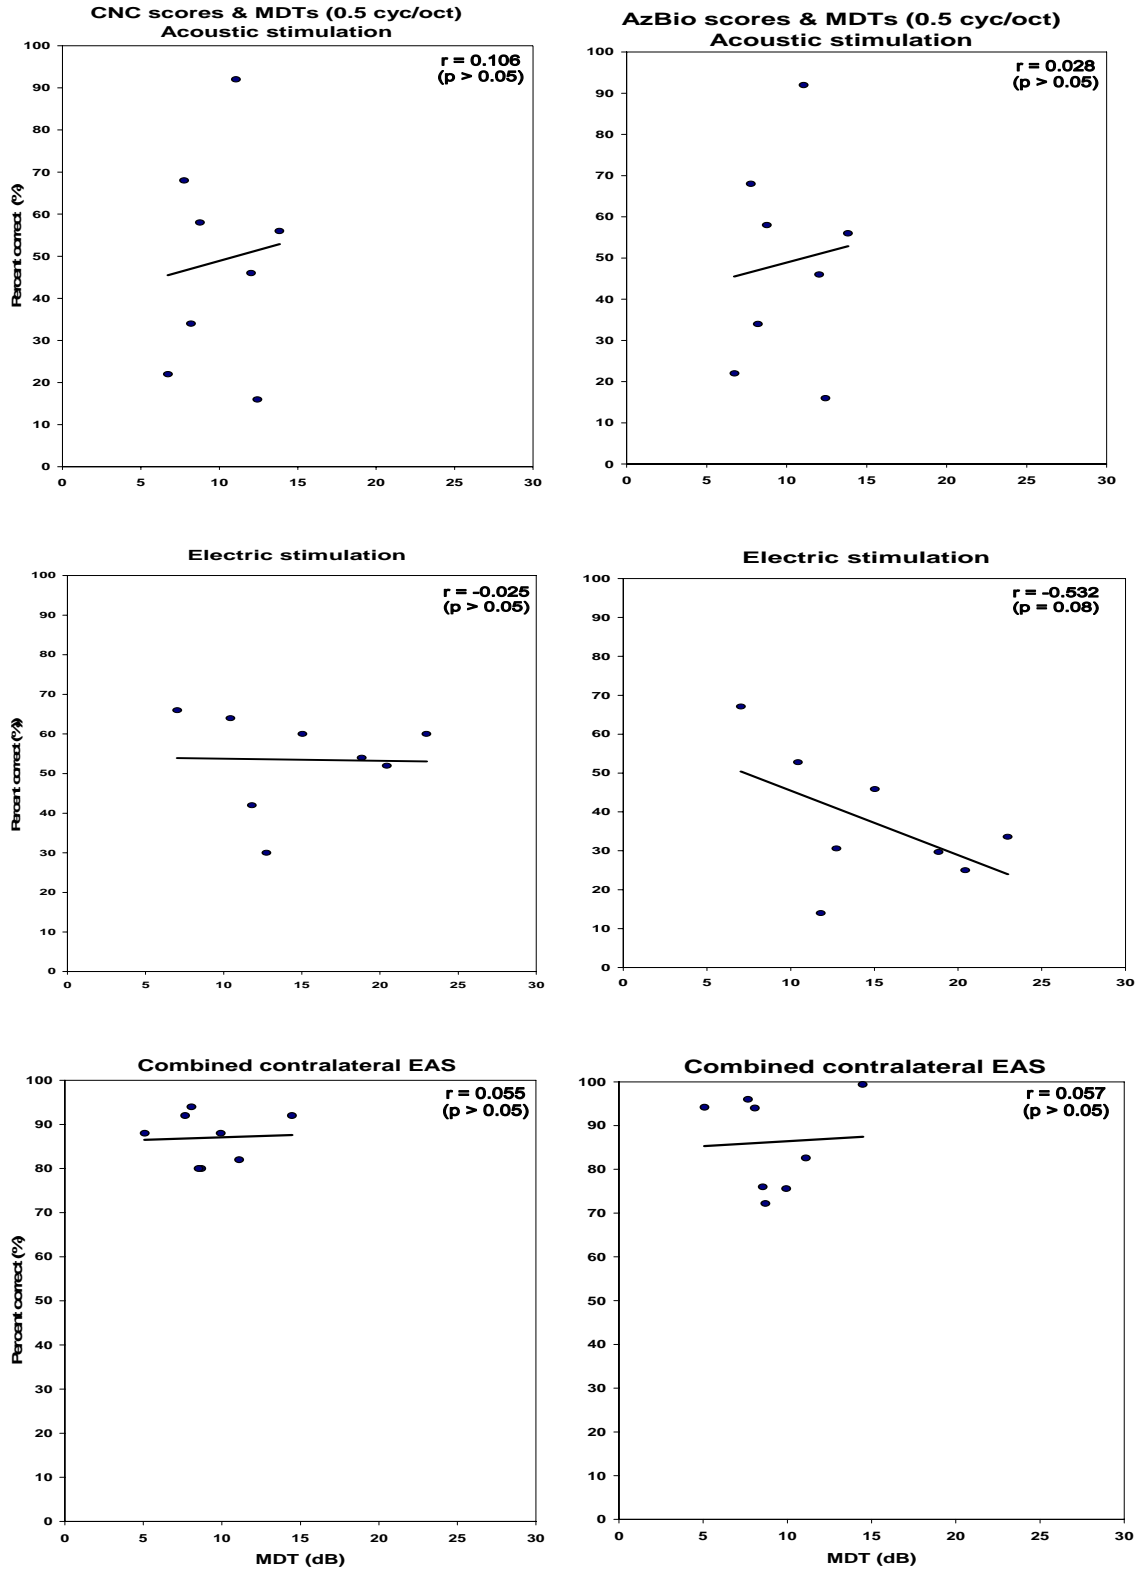 CNC scores & MDTs (0.5 cyc/oct)
Acoustic stimulation
r = 0.106
(p > 0.05)
Percent correct (%)
100
90
80
70
60
50
40
30
20
10
0
0 5 10 15 20 25 30
AzBio scores & MDTs (0.5 cyc/oct)
Acoustic stimulation
r = 0.028
(p > 0.05)
100
90
80
70
60
50
40
30
20
10
0
0 5 10 15 20 25 30
Electric stimulation
r = -0.025
(p > 0.05)
Percent correct (%)
100
90
80
70
60
50
40
30
20
10
0
0 5 10 15 20 25 30
Electric stimulation
r = -0.532
(p = 0.08)
100
90
80
70
60
50
40
30
20
10
0
0 5 10 15 20 25 30
Combined contralateral EAS
r = 0.055
(p > 0.05)
Percent correct (%)
100
90
80
70
60
50
40
30
20
10
0
0 5 10 15 20 25 30
MDT (dB)
Combined contralateral EAS
r = 0.057
(p > 0.05)
100
90
80
70
60
50
40
30
20
10
0
0 5 10 15 20 25 30
MDT (dB)